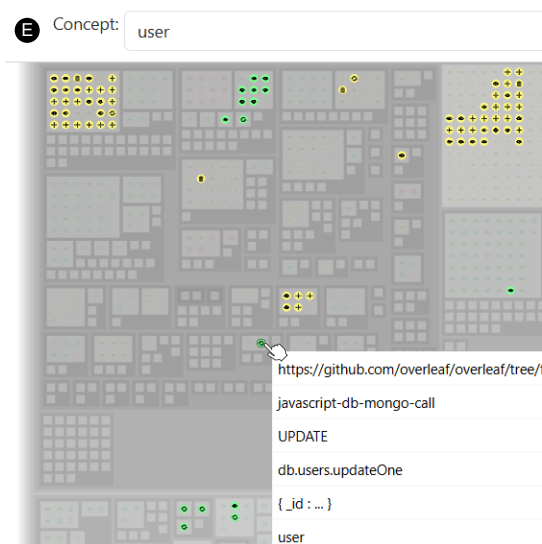 E
Concept:
user
https://github.com/overleaf/overleaf/tree/
javascript-db-mongo-call
UPDATE
db.users.updateOne
{ _id : ... }
user